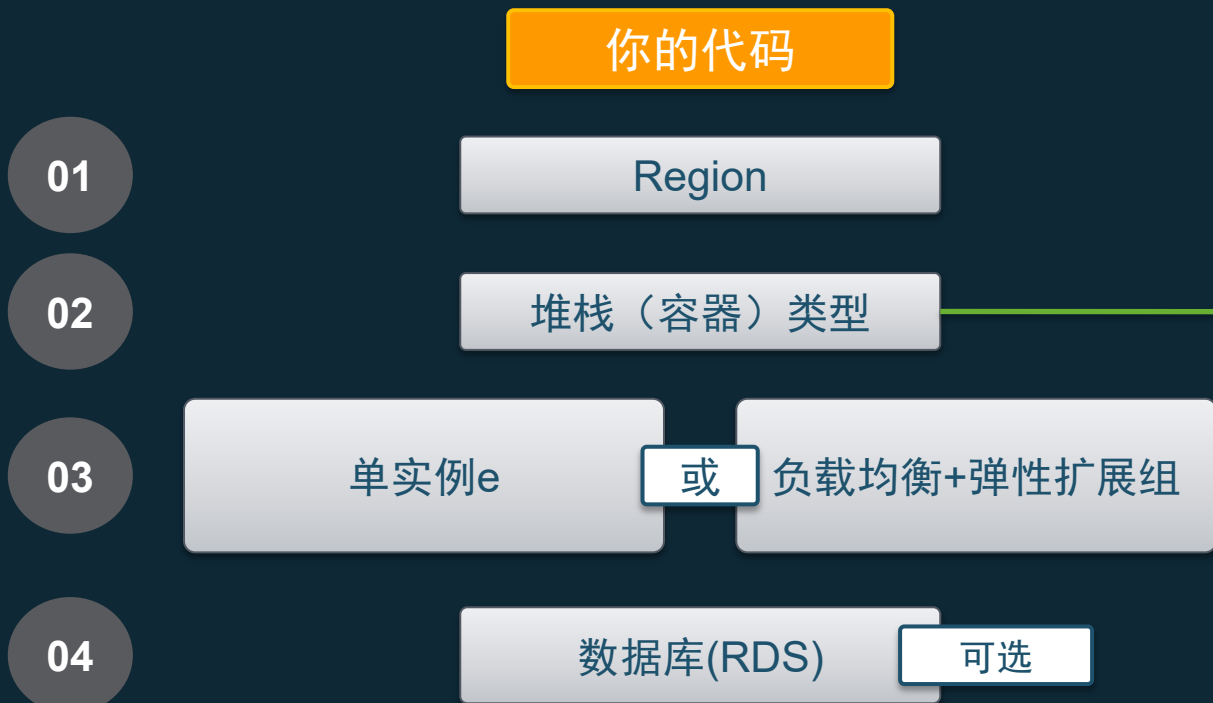 你的代码
01
Region
02
堆栈（容器）类型
03
单实例e
或
负载均衡+弹性扩展组
04
数据库(RDS)
可选